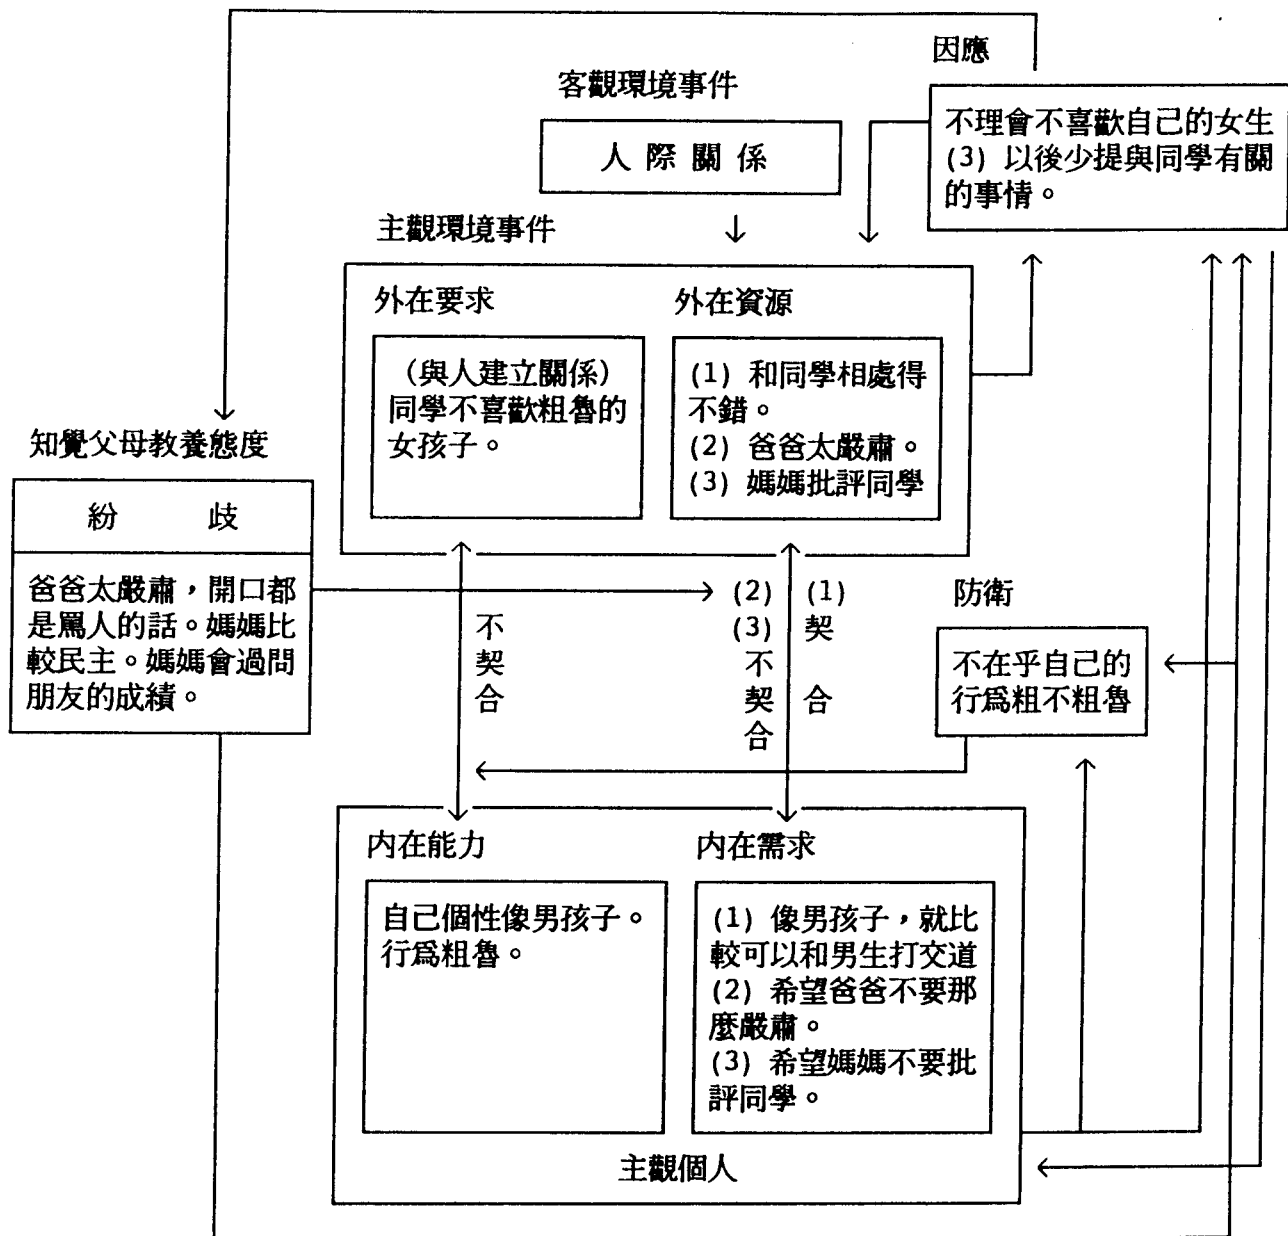 因應
不理會不喜歡自己的女生
(3) 以後少提與同學有關
的事情。
客觀環境事件
人際關係
主觀環境事件
外在要求
（與人建立關係）
同學不喜歡粗魯的
女孩子。
外在資源
(1) 和同學相處得
不錯。
(2) 爸爸太嚴肅。
(3) 媽媽批評同學
知覺父母教養態度
紛 歧
爸爸太嚴肅，開口都
是罵人的話。媽媽比
較民主。媽媽會過問
朋友的成績。
不契合
(2)
(3)
不契合
(1)
契合
防衛
不在乎自己的
行爲粗不粗魯
内在能力
自己個性像男孩子。
行爲粗魯。
内在需求
(1) 像男孩子，就比
較可以和男生打交道
(2) 希望爸爸不要那
麼嚴肅。
(3) 希望媽媽不要批
評同學。
主觀個人